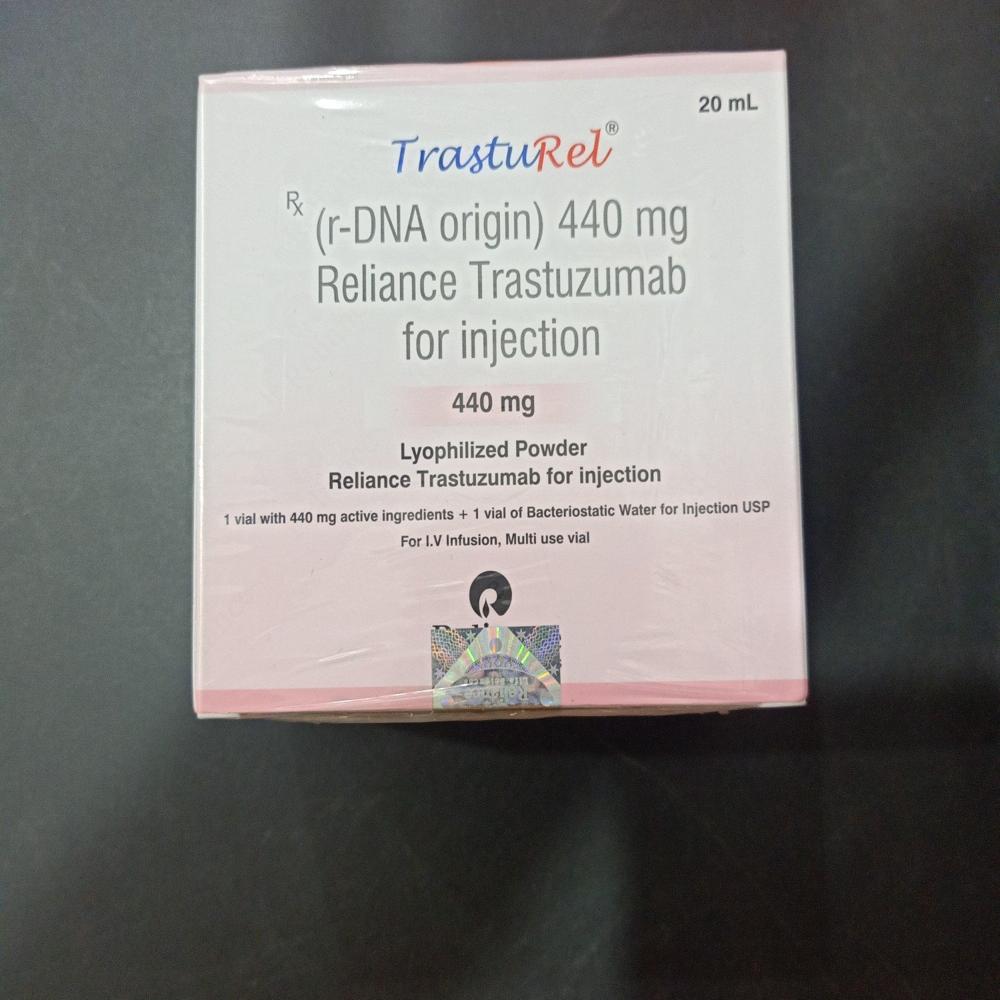 20 mL
TrastuRel®
Rx (r-DNA origin) 440 mg
Reliance Trastuzumab
for injection
440 mg
Lyophilized Powder
Reliance Trastuzumab for injection
1 vial with 440 mg active ingredients + 1 vial of Bacteriostatic Water for Injection USP
For I.V Infusion, Multi use vial